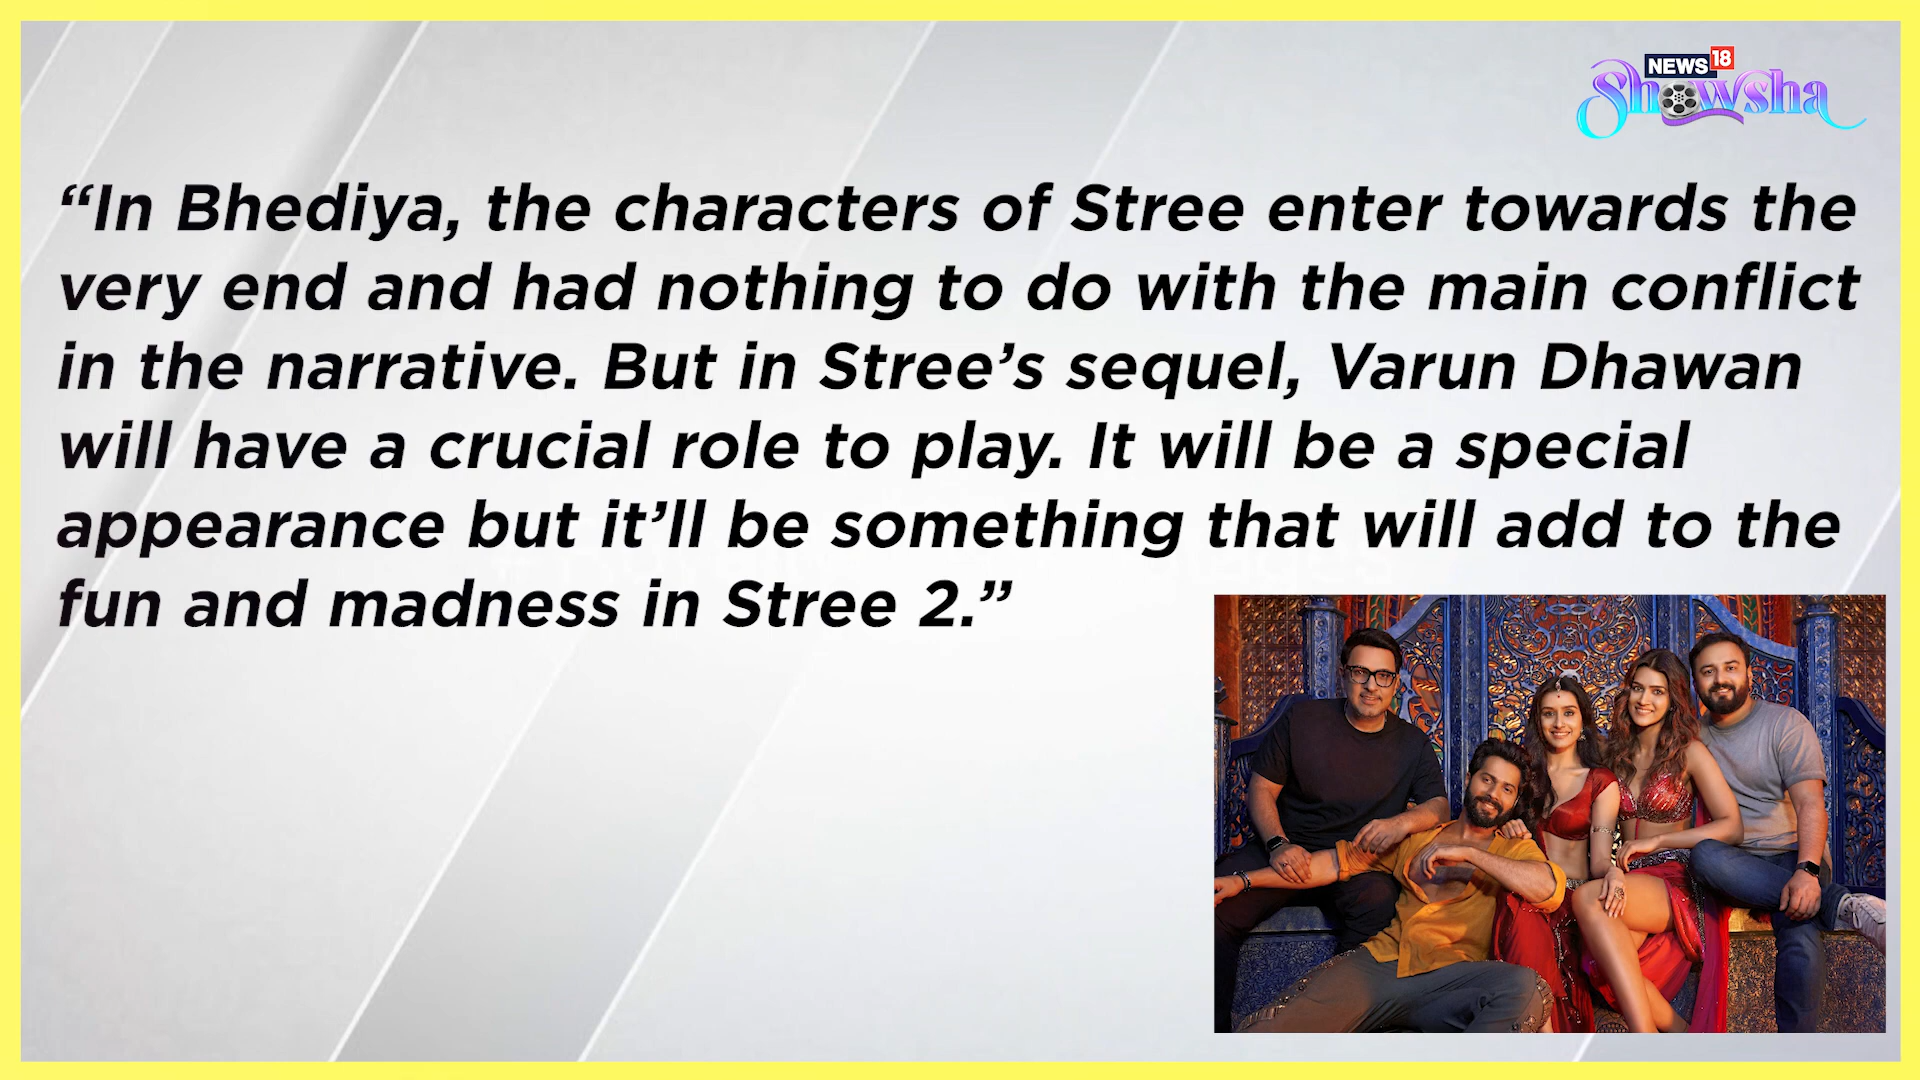 NEWS 18
Showsha
“In Bhediya, the characters of Stree enter towards the
very end and had nothing to do with the main conflict
in the narrative. But in Stree’s sequel, Varun Dhawan
will have a crucial role to play. It will be a special
appearance but it’ll be something that will add to the
fun and madness in Stree 2.”